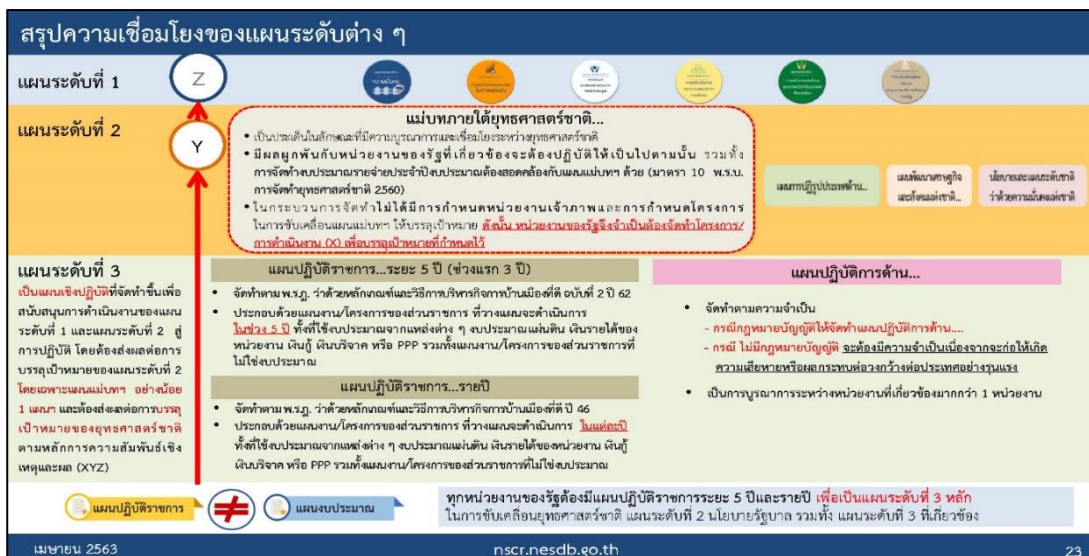 สรุปความเชื่อมโยงของแผนระดับต่าง ๆ
แผนระดับที่ 1
Z
แผนระดับที่ 2
Y
แม่บทภายใต้ยุทธศาสตร์ชาติ...
• เป็นประเด็นในลักษณะที่มีความบูรณาการและเชื่อมโยงระหว่างยุทธศาสตร์ชาติ
• มีผลผูกพันกับหน่วยงานของรัฐที่เกี่ยวข้องจะต้องปฏิบัติให้เป็นไปตามนั้น รวมทั้ง
การจัดทำงบประมาณรายจ่ายประจำปีงบประมาณต้องสอดคล้องกับแผนแม่บทฯ ด้วย (มาตรา 10 พ.ร.บ.
การจัดทำยุทธศาสตร์ชาติ 2560)
• ในกระบวนการจัดทำไม่ได้มีการกำหนดหน่วยงานเจ้าภาพและการกำหนดโครงการ
ในการขับเคลื่อนแผนแม่บทฯ ให้บรรลุเป้าหมาย ดังนั้น หน่วยงานของรัฐจึงจำเป็นต้องจัดทำโครงการ/
การดำเนินงาน (X) เพื่อบรรลุเป้าหมายที่กำหนดไว้
แผนการปฏิรูปประเทศด้าน...
แผนพัฒนาเศรษฐกิจ
และสังคมแห่งชาติ...
นโยบายและแผนระดับชาติ
ว่าด้วยความมั่นคงแห่งชาติ
แผนระดับที่ 3
เป็นแผนเชิงปฏิบัติที่จัดทำขึ้นเพื่อ
สนับสนุนการดำเนินงานของแผน
ระดับที่ 1 และแผนระดับที่ 2 สู่
การปฏิบัติ โดยต้องส่งผลต่อการ
บรรลุเป้าหมายของแผนระดับที่ 2
โดยเฉพาะแผนแม่บทฯ อย่างน้อย
1 แผนฯ และต้องส่งผลต่อการบรรลุ
เป้าหมายของยุทธศาสตร์ชาติ
ตามหลักการความสัมพันธ์เชิง
เหตุและผล (XYZ)
แผนปฏิบัติราชการ...ระยะ 5 ปี (ช่วงแรก 3 ปี)
• จัดทำตาม พ.ร.ฎ. ว่าด้วยหลักเกณฑ์และวิธีการบริหารกิจการบ้านเมืองที่ดี ฉบับที่ 2 ปี 62
• ประกอบด้วยแผนงาน/โครงการของส่วนราชการ ที่วางแผนจะดำเนินการ
ในช่วง 5 ปี ทั้งที่ใช้งบประมาณจากแหล่งต่าง ๆ งบประมาณแผ่นดิน เงินรายได้ของ
หน่วยงาน เงินกู้ เงินบริจาค หรือ PPP รวมทั้งแผนงาน/โครงการของส่วนราชการที่
ไม่ใช่งบประมาณ
แผนปฏิบัติราชการ...รายปี
• จัดทำตาม พ.ร.ฎ. ว่าด้วยหลักเกณฑ์และวิธีการบริหารกิจการบ้านเมืองที่ดี ปี 46
• ประกอบด้วยแผนงาน/โครงการของส่วนราชการ ที่วางแผนจะดำเนินการ ในแต่ละปี
ทั้งที่ใช้งบประมาณจากแหล่งต่าง ๆ งบประมาณแผ่นดิน เงินรายได้ของหน่วยงาน เงินกู้
เงินบริจาค หรือ PPP รวมทั้งแผนงาน/โครงการของส่วนราชการที่ไม่ใช้งบประมาณ
แผนปฏิบัติการด้าน...
• จัดทำตามความจำเป็น
- กรณีกฎหมายบัญญัติให้จัดทำแผนปฏิบัติการด้าน....
- กรณี ไม่มีกฎหมายบัญญัติ จะต้องมีความจำเป็นเนื่องจากจะก่อให้เกิด
ความเสียหายหรือผลกระทบต่อวงกว้างต่อประเทศอย่างรุนแรง
• เป็นการบูรณาการระหว่างหน่วยงานที่เกี่ยวข้องมากกว่า 1 หน่วยงาน
แผนปฏิบัติราชการ
≠
แผนงบประมาณ
ทุกหน่วยงานของรัฐต้องมีแผนปฏิบัติราชการระยะ 5 ปีและรายปี เพื่อเป็นแผนระดับที่ 3 หลัก
ในการขับเคลื่อนยุทธศาสตร์ชาติ แผนระดับที่ 2 นโยบายรัฐบาล รวมทั้ง แผนระดับที่ 3 ที่เกี่ยวข้อง
เมษายน 2563
nscr.nesdb.go.th
23